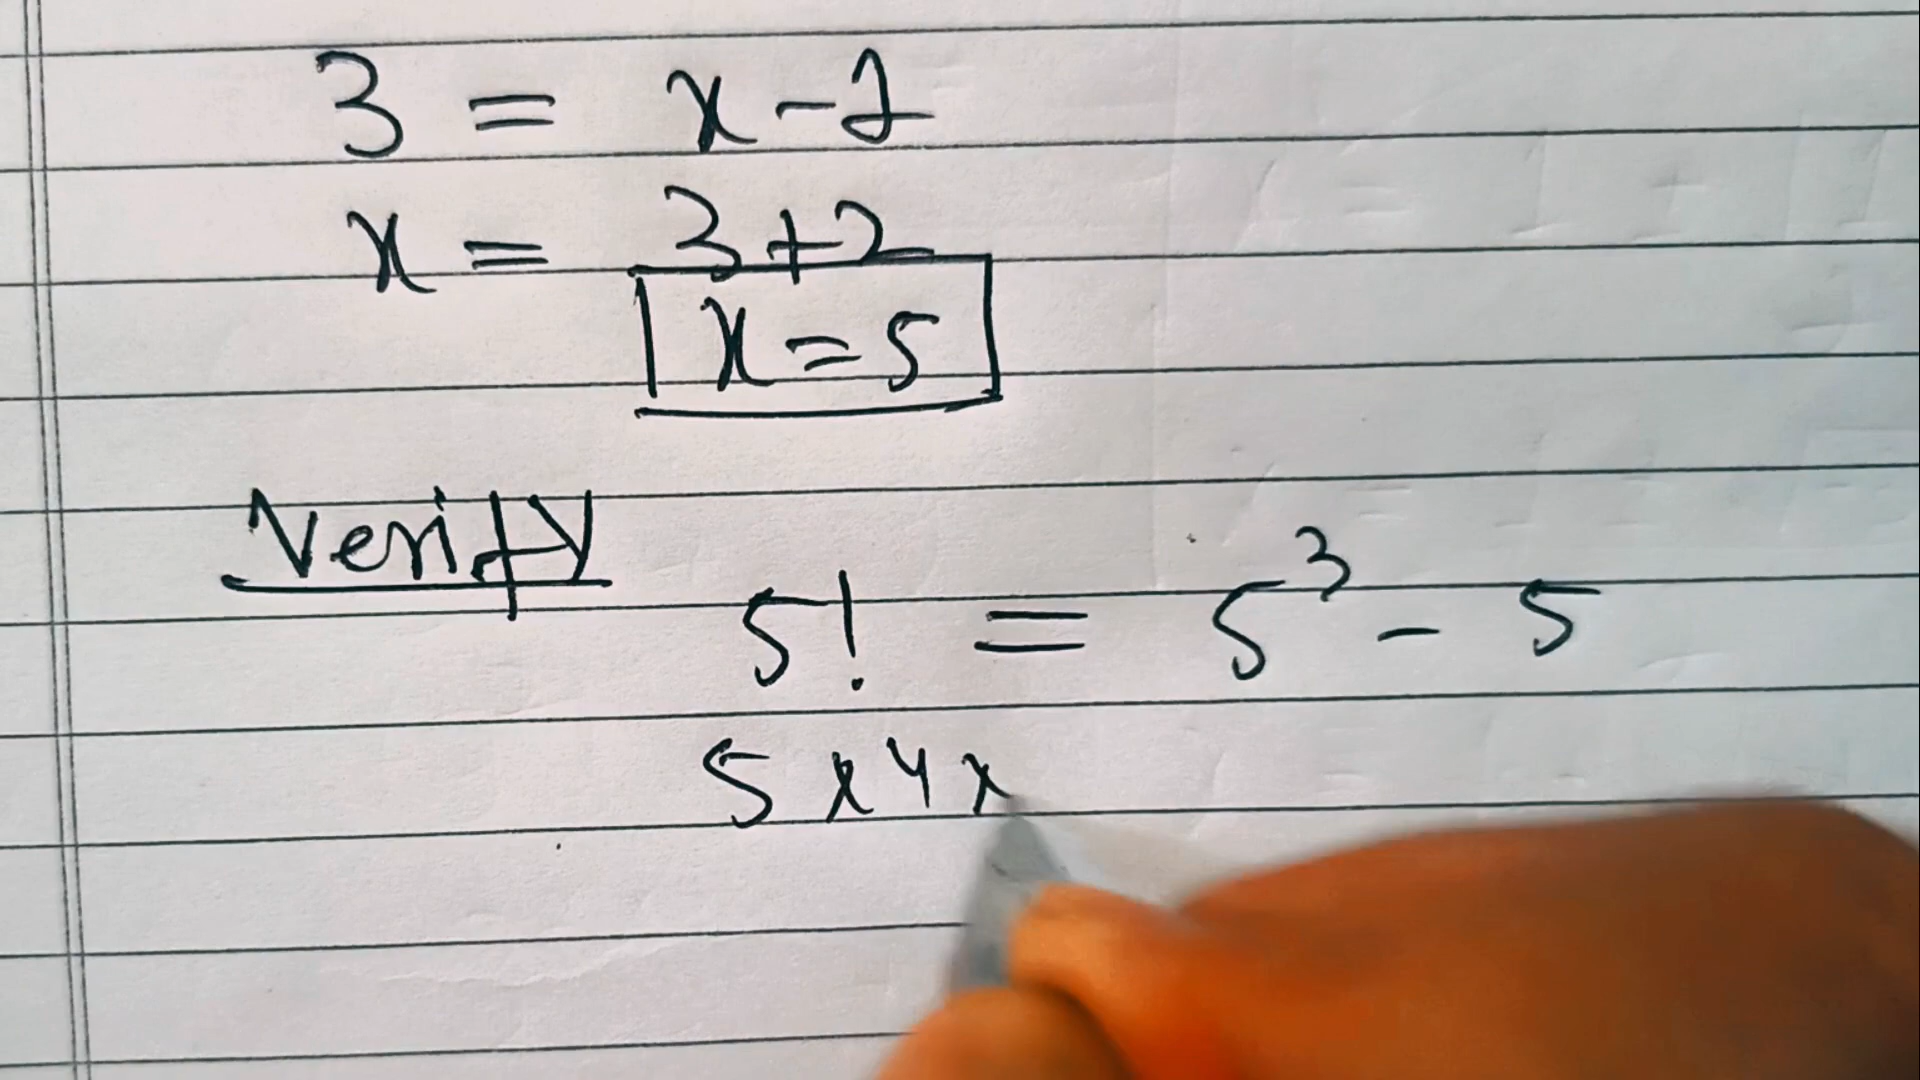 3 = x - 2
x = 3+2
x = 5
Verify
5! = 5³ - 5
5 x 4 x